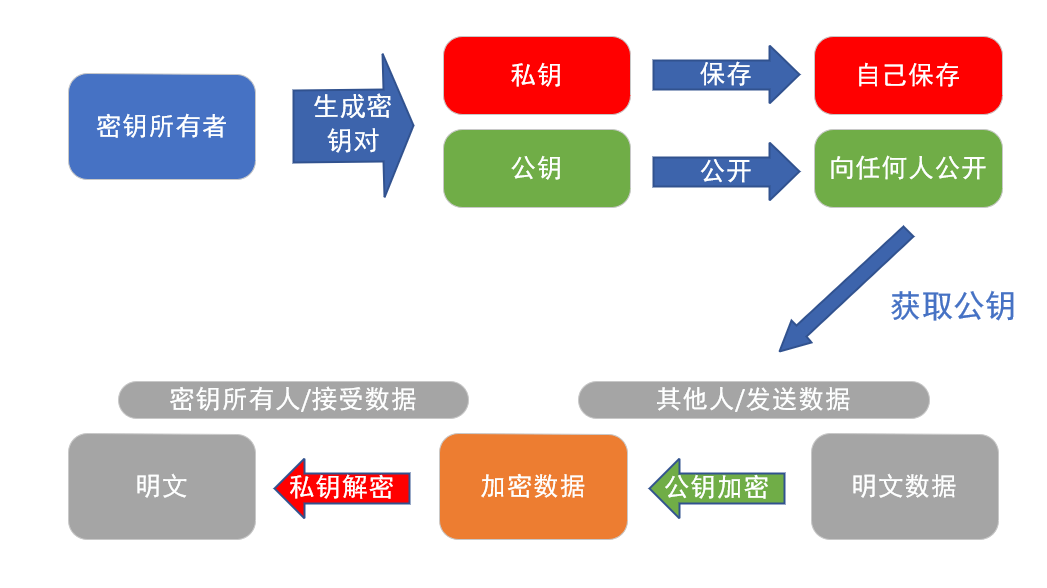 密钥所有者
生成密
钥对
私钥
保存
自己保存
公钥
公开
向任何人公开
获取公钥
密钥所有人/接受数据
其他人/发送数据
明文
私钥解密
加密数据
公钥加密
明文数据